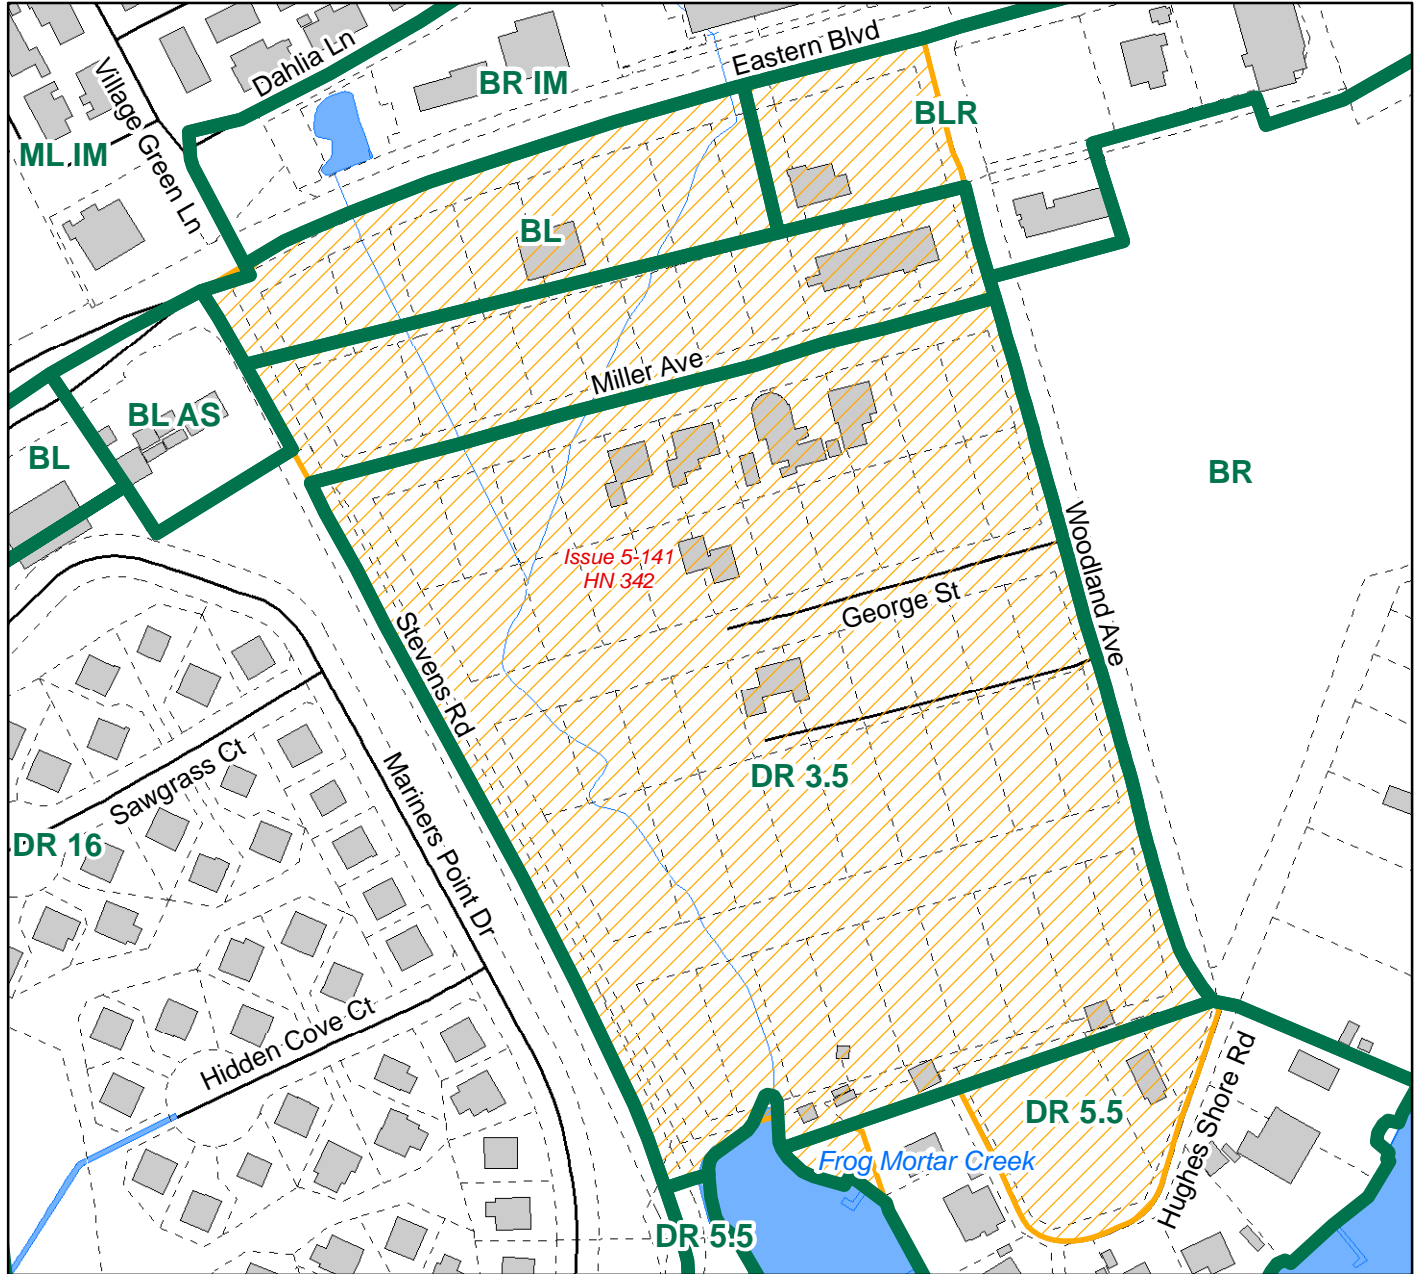 Eastern Blvd
Dahlia Ln
BR IM
BLR
Village Green Ln
ML IM
BL
Miller Ave
BL AS
BL
BR
Woodland Ave
Issue 5-141
HN 342
George St
Stevens Rd
Sawgrass Ct
Mariners Point Dr
DR 3.5
DR 16
Hidden Cove Ct
Hughes Shore Rd
DR 5.5
Frog Mortar Creek
DR 5.5